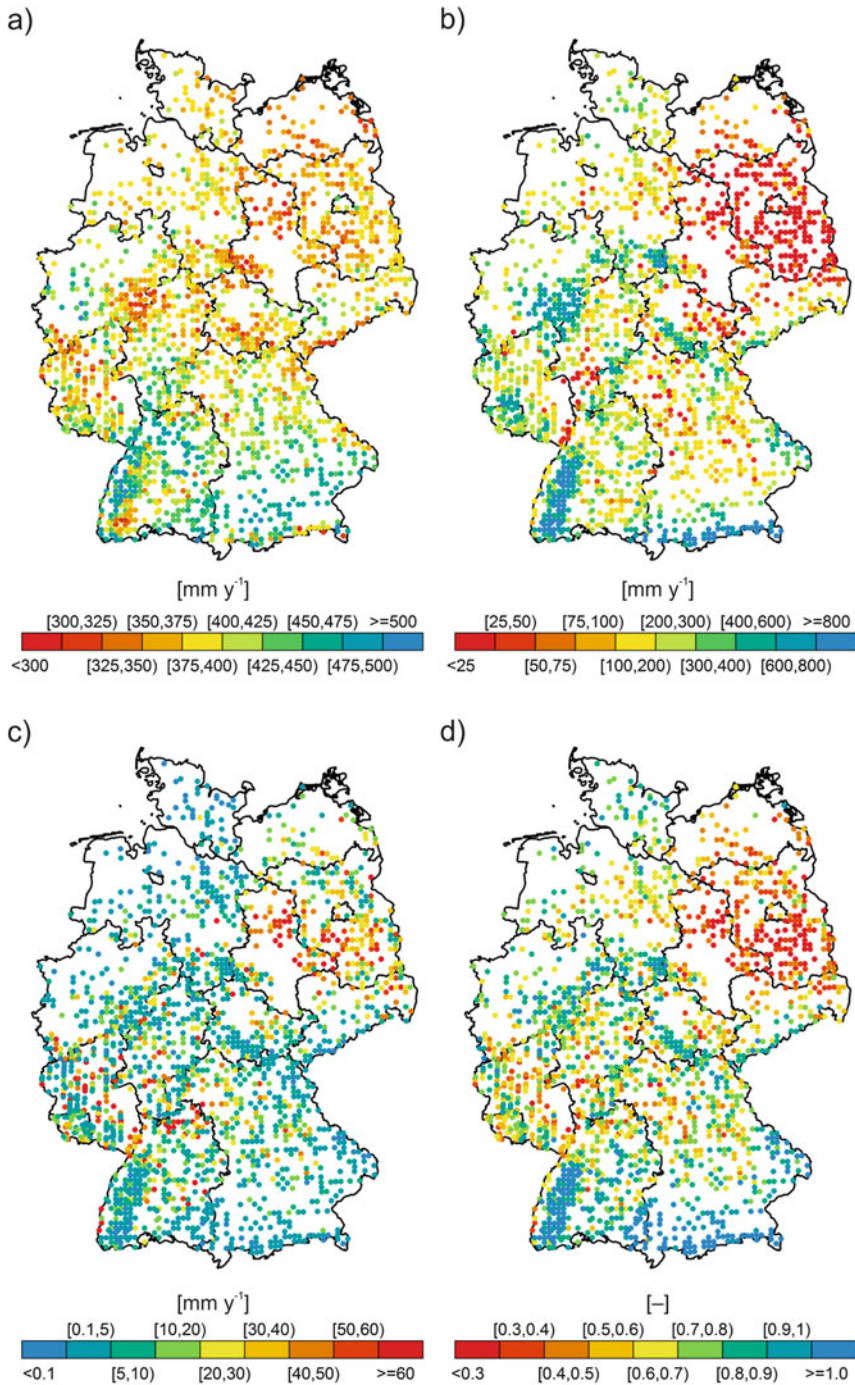 a)
b)
[mm y⁻¹]
[300,325) [350,375) [400,425) [450,475) >=500
<300 [325,350) [375,400) [425,450) [475,500)
[mm y⁻¹]
[25,50) [75,100) [200,300) [400,600) >=800
<25 [50,75) [100,200) [300,400) [600,800)
c)
d)
[mm y⁻¹]
[0.1,5) [10,20) [30,40) [50,60)
<0.1 [5,10) [20,30) [40,50) >=60
[–]
[0.3,0.4) [0.5,0.6) [0.7,0.8) [0.9,1)
<0.3 [0.4,0.5) [0.6,0.7) [0.8,0.9) >=1.0